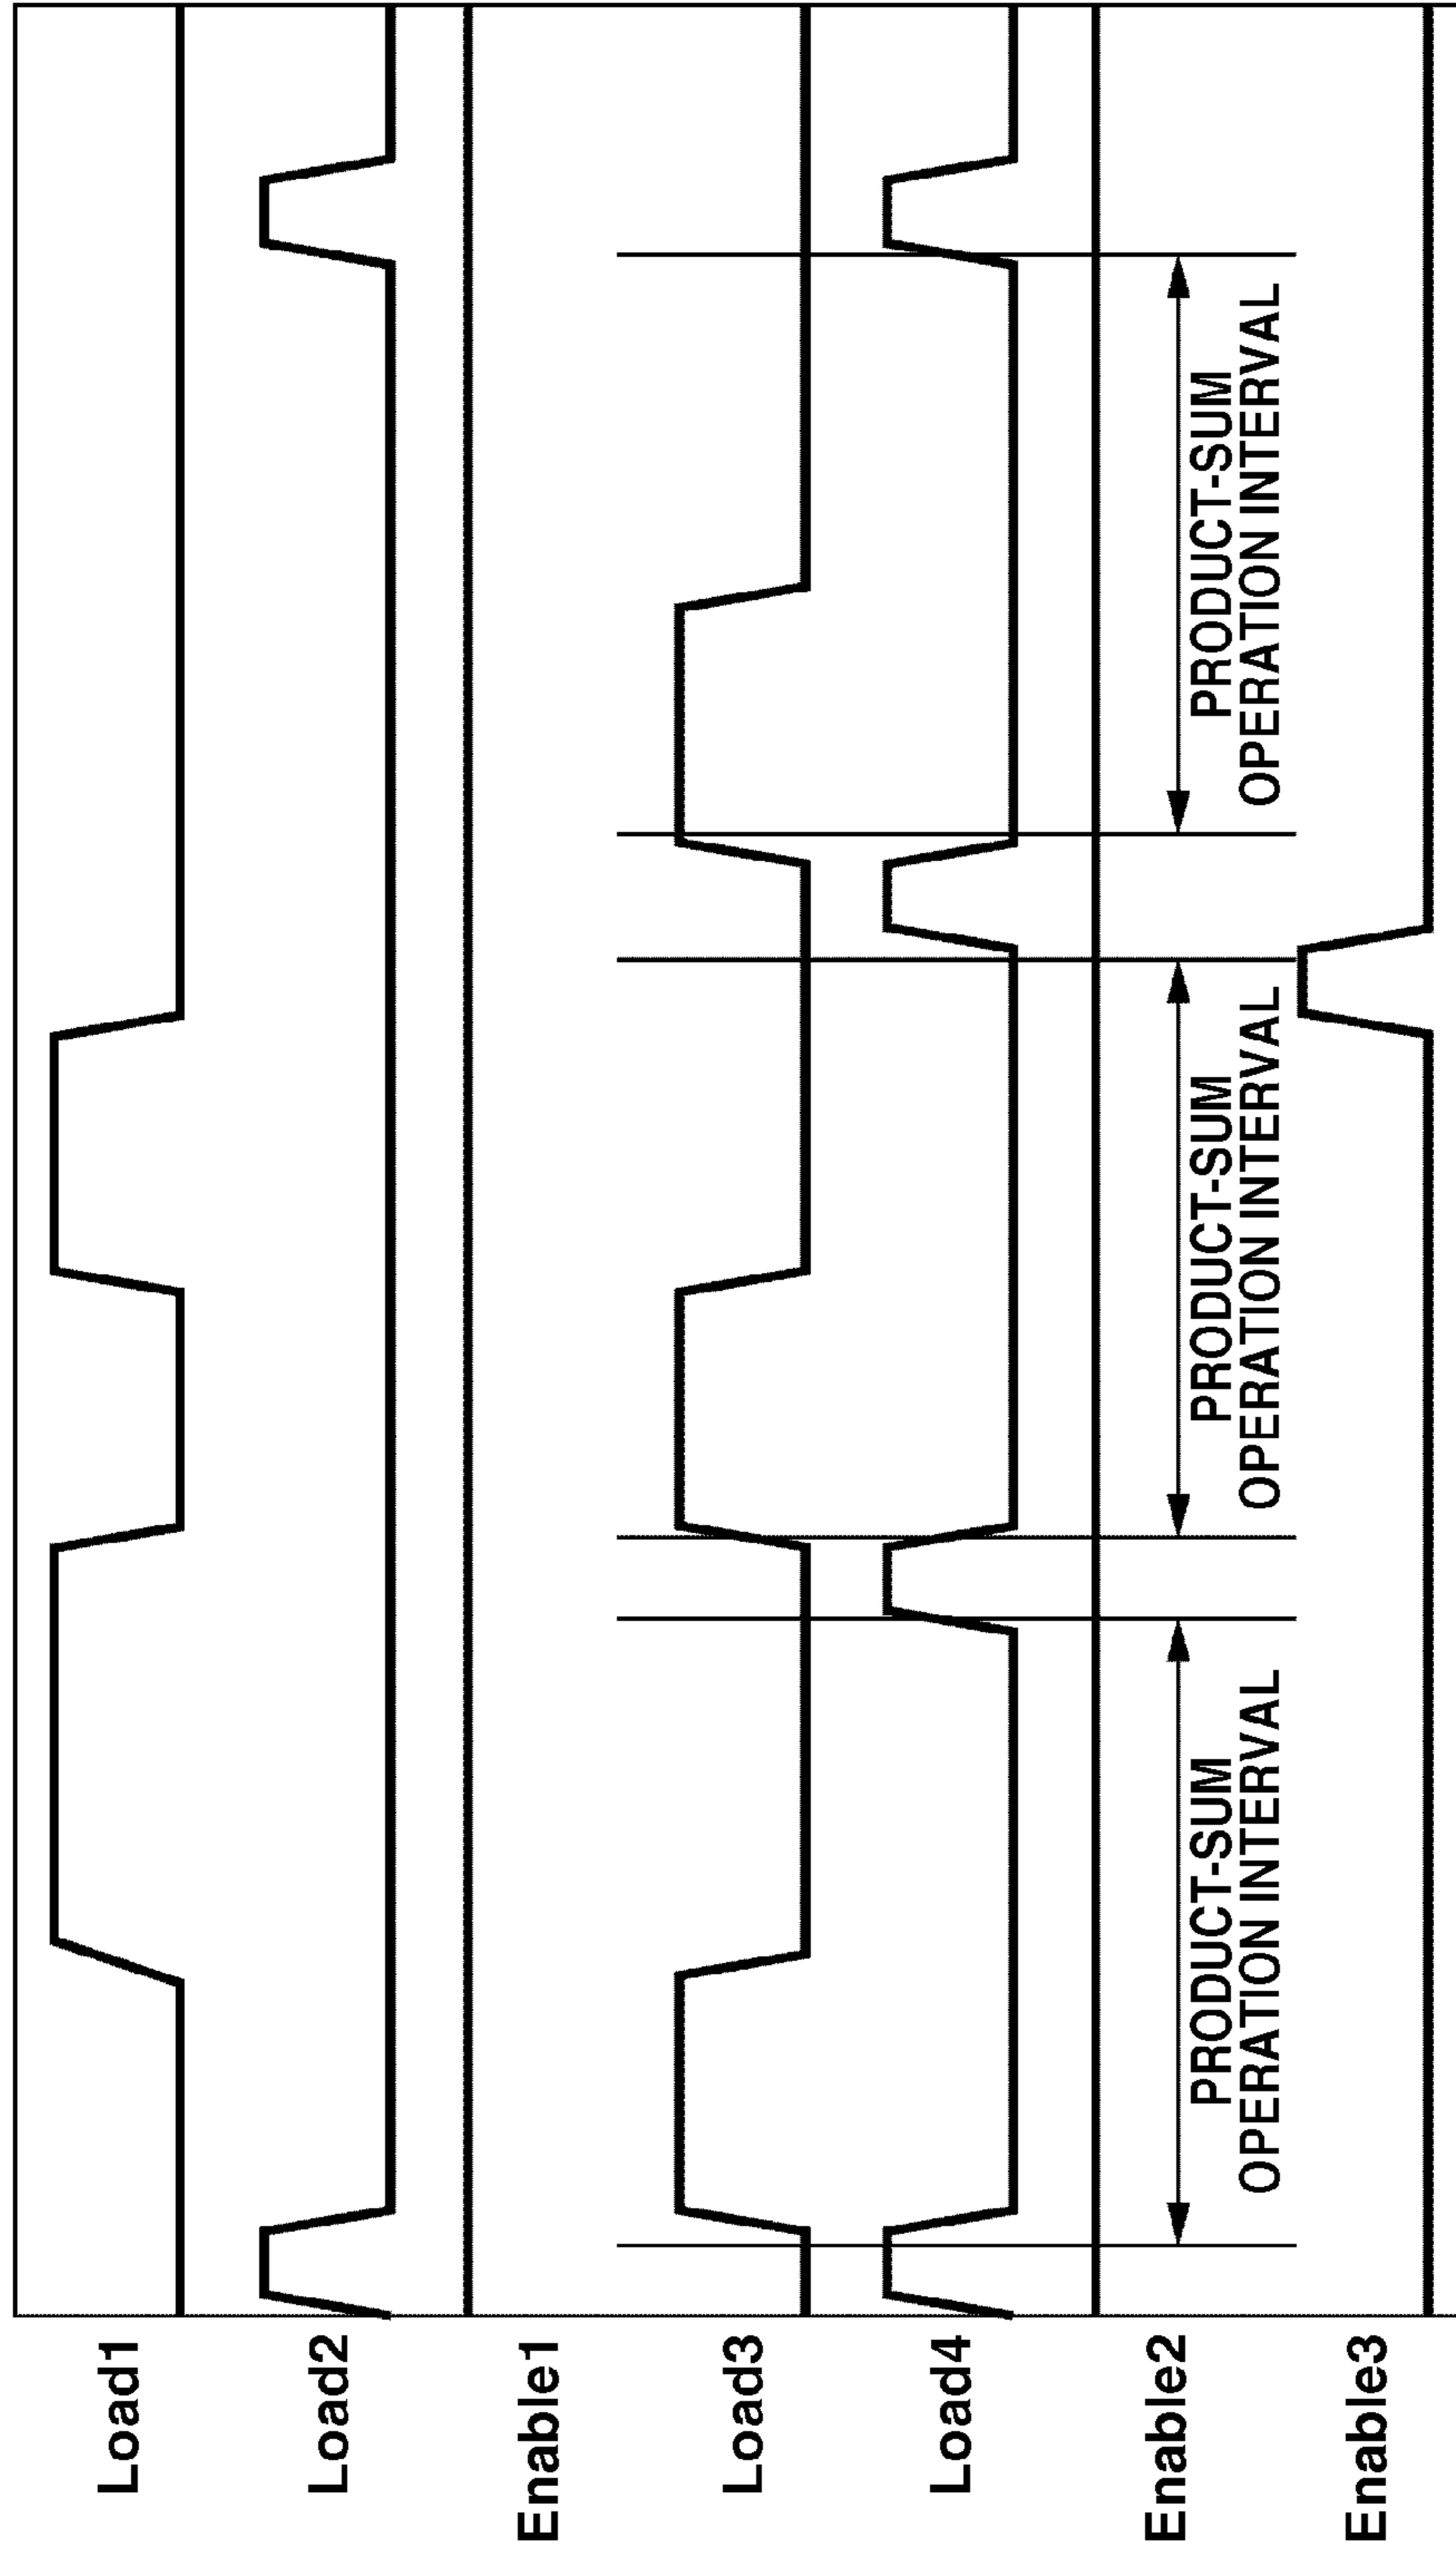 Load1
Load2
Enable1
Load3
Load4
Enable2
PRODUCT-SUM
OPERATION INTERVAL
PRODUCT-SUM
OPERATION INTERVAL
PRODUCT-SUM
OPERATION INTERVAL
Enable3